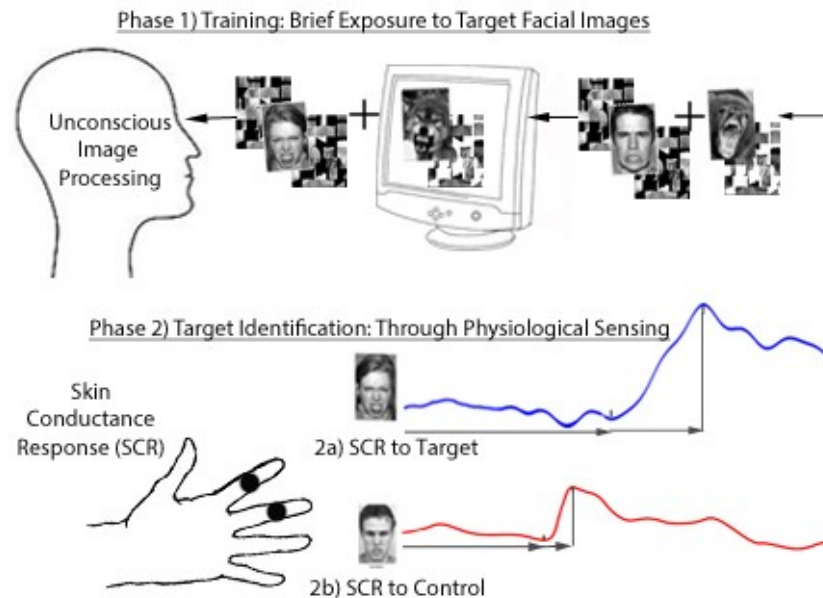 Phase 1) Training: Brief Exposure to Target Facial Images
Unconscious
Image
Processing
Phase 2) Target Identification: Through Physiological Sensing
Skin
Conductance
Response (SCR)
2a) SCR to Target
2b) SCR to Control